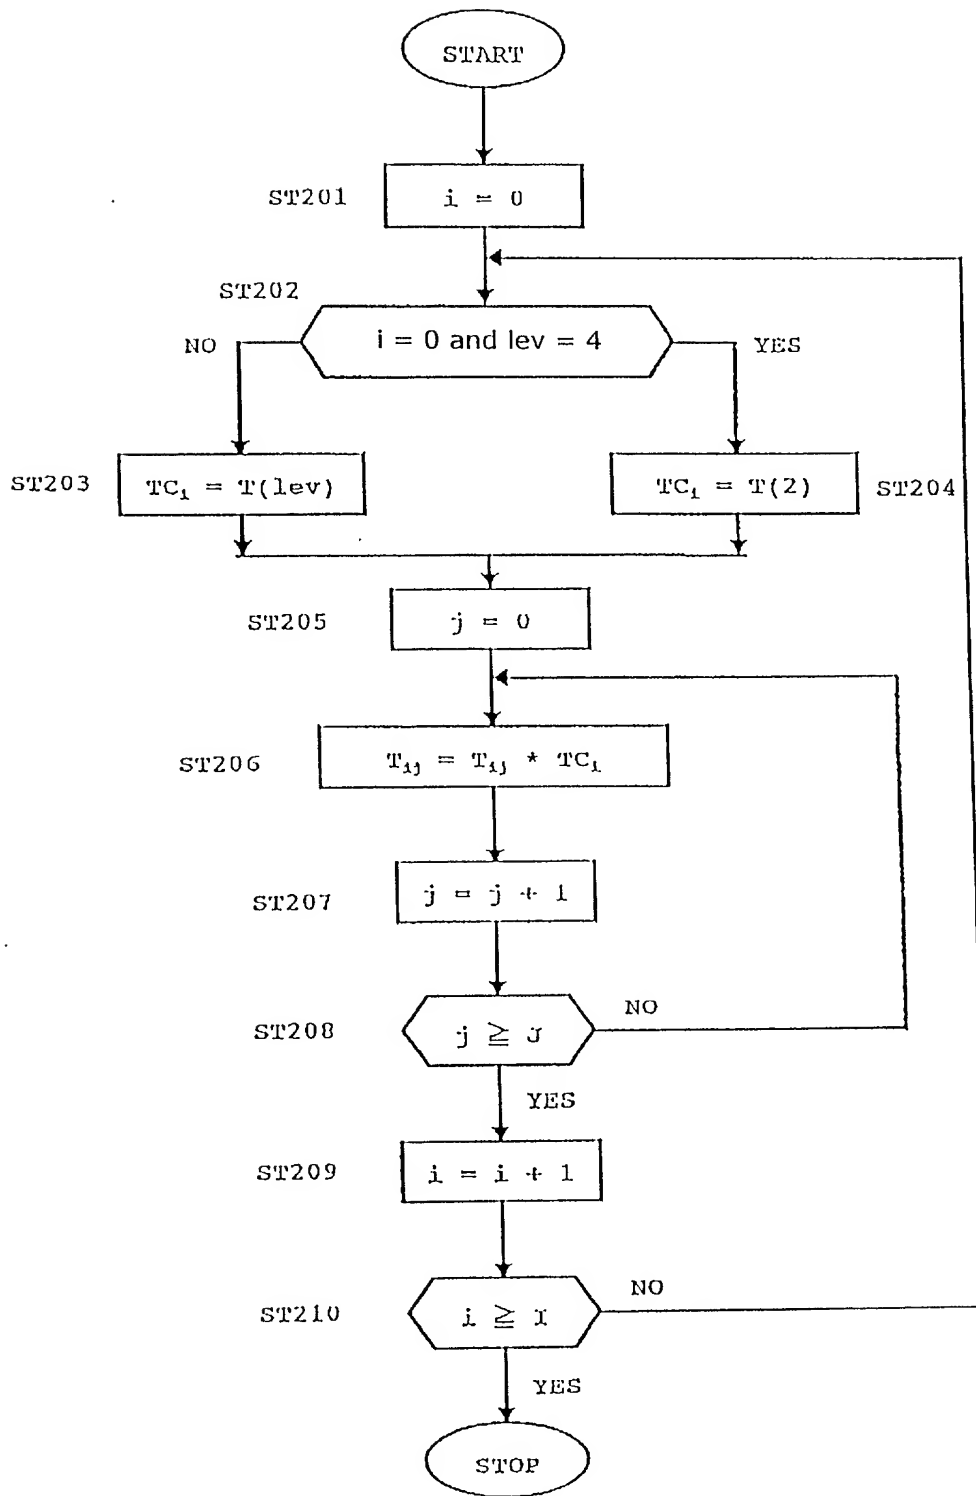 START
ST201
i = 0
ST202
i = 0 and lev = 4
NO
YES
ST203
TCi = T(lev)
TCi = T(2)
ST204
ST205
j = 0
ST206
Tij = Tij * TCi
ST207
j = j + 1
ST208
j ≧ J
NO
YES
ST209
i = i + 1
ST210
i ≧ I
NO
YES
STOP